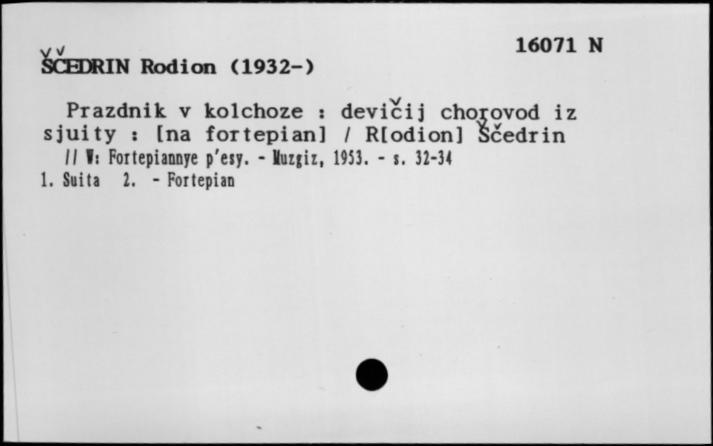 16071 N
ŠČEDRIN Rodion (1932-)
Prazdnik v kolchoze : devičij chorovod iz
sjuity : [na fortepian] / R[odion] Ščedrin
// W: Fortepiannye p'esy. - Muzgiz, 1953. - s. 32-34
1. Suita 2. - Fortepian